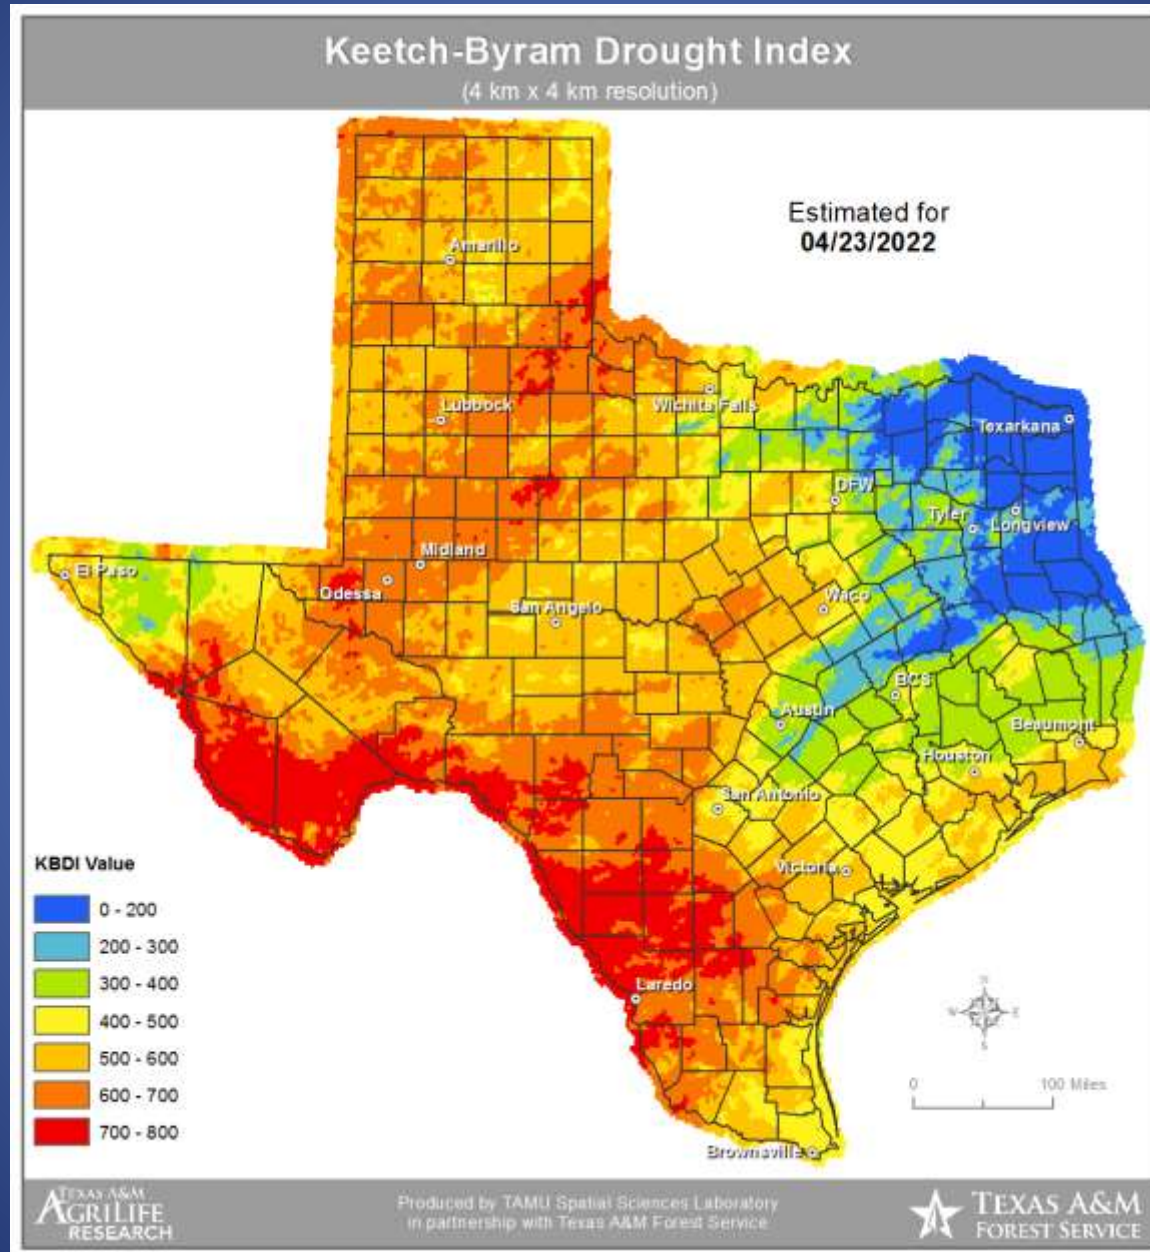 Keetch-Byram Drought Index
(4 km x 4 km resolution)
Estimated for
04/23/2022
Amarillo
Lubbock
Wichita Falls
Texarkana
DFW
Tyler
Longview
Midland
El Paso
Odessa
San Angelo
Waco
BCS
Austin
Beaumont
Houston
San Antonio
Victoria
Laredo
Brownsville
KBDI Value
0 - 200
200 - 300
300 - 400
400 - 500
500 - 600
600 - 700
700 - 800
N
W E
S
0 100 Miles
TEXAS A&M
AGRILIFE
RESEARCH
Produced by TAMU Spatial Sciences Laboratory
in partnership with Texas A&M Forest Service
TEXAS A&M
FOREST SERVICE